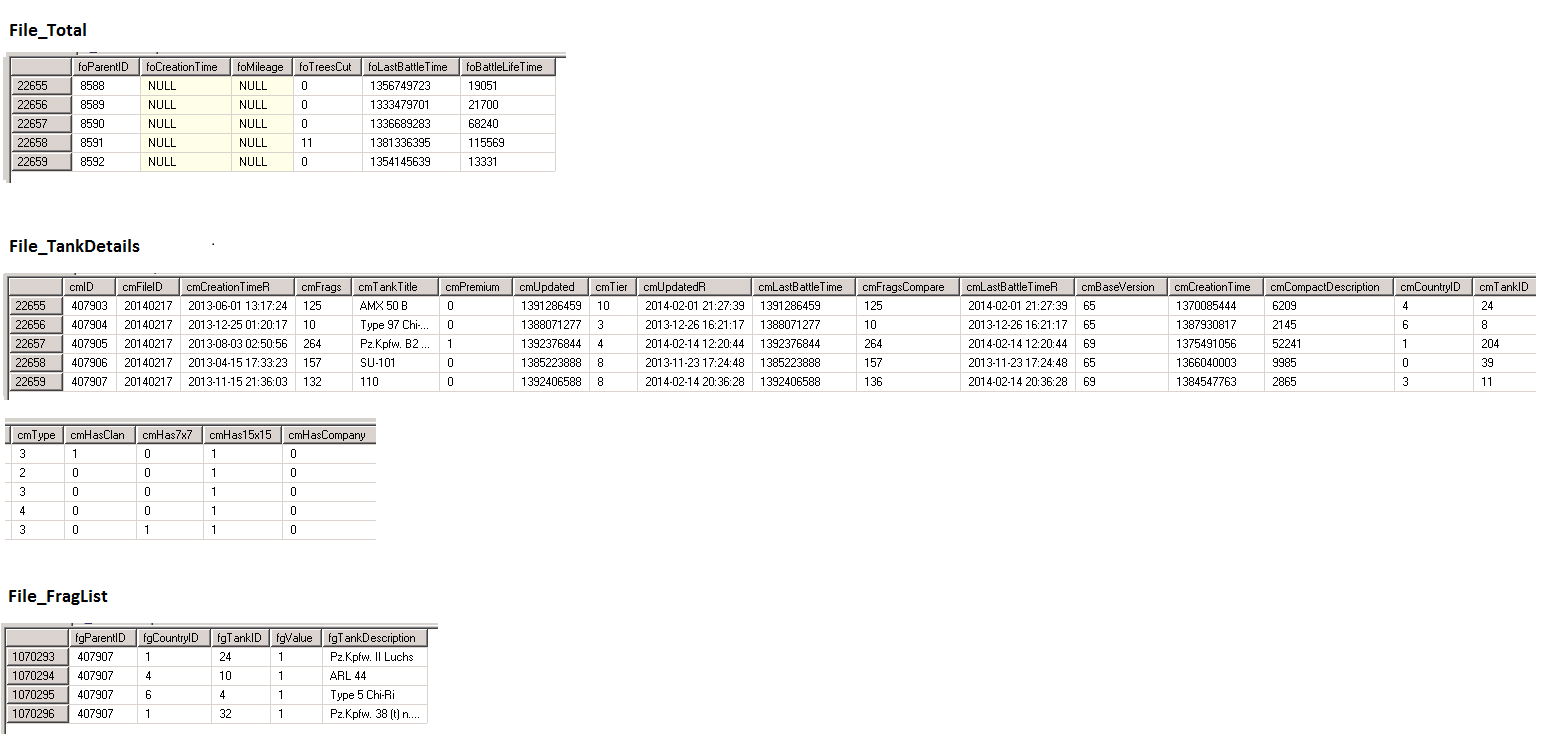 File_Total
foParentID foCreationTime foMileage foTreesCut foLastBattleTime foBattleLifeTime
22655 8588 NULL NULL 0 1356749723 19051
22656 8589 NULL NULL 0 1333479701 21700
22657 8590 NULL NULL 0 1336689283 68240
22658 8591 NULL NULL 11 1381336395 115569
22659 8592 NULL NULL 0 1354145639 13331
File_TankDetails
cmID cmFileID cmCreationTimeR cmFrags cmTankTitle cmPremium cmUpdated cmTier cmUpdatedR cmLastBattleTime cmFragsCompare cmLastBattleTimeR cmBaseVersion cmCreationTime cmCompactDescription cmCountryID cmTankID
22655 407903 20140217 2013-06-01 13:17:24 125 AMX 50 B 0 1391286459 10 2014-02-01 21:27:39 1391286459 125 2014-02-01 21:27:39 65 1370085444 6209 4 24
22656 407904 20140217 2013-12-25 01:20:17 10 Type 97 Chi-... 0 1388071277 3 2013-12-26 16:21:17 1388071277 10 2013-12-26 16:21:17 65 1387930817 2145 6 8
22657 407905 20140217 2013-08-03 02:50:56 264 Pz.Kpfw. B2 ... 1 1392376844 4 2014-02-14 12:20:44 1392376844 264 2014-02-14 12:20:44 69 1375491056 52241 1 204
22658 407906 20140217 2013-04-15 17:33:23 157 SU-101 0 1385223888 8 2013-11-23 17:24:48 1385223888 157 2013-11-23 17:24:48 65 1366040003 9985 0 39
22659 407907 20140217 2013-11-15 21:36:03 132 110 0 1392406588 8 2014-02-14 20:36:28 1392406588 136 2014-02-14 20:36:28 69 1384547763 2865 3 11
cmType cmHasClan cmHas7x7 cmHas15x15 cmHasCompany
3 1 0 1 0
2 0 0 1 0
3 0 0 1 0
4 0 0 1 0
3 0 1 1 0
File_FragList
fgParentID fgCountryID fgTankID fgValue fgTankDescription
1070293 407907 1 24 1 Pz.Kpfw. II Luchs
1070294 407907 4 10 1 ARL 44
1070295 407907 6 4 1 Type 5 Chi-Ri
1070296 407907 1 32 1 Pz.Kpfw. 38 (t) n....